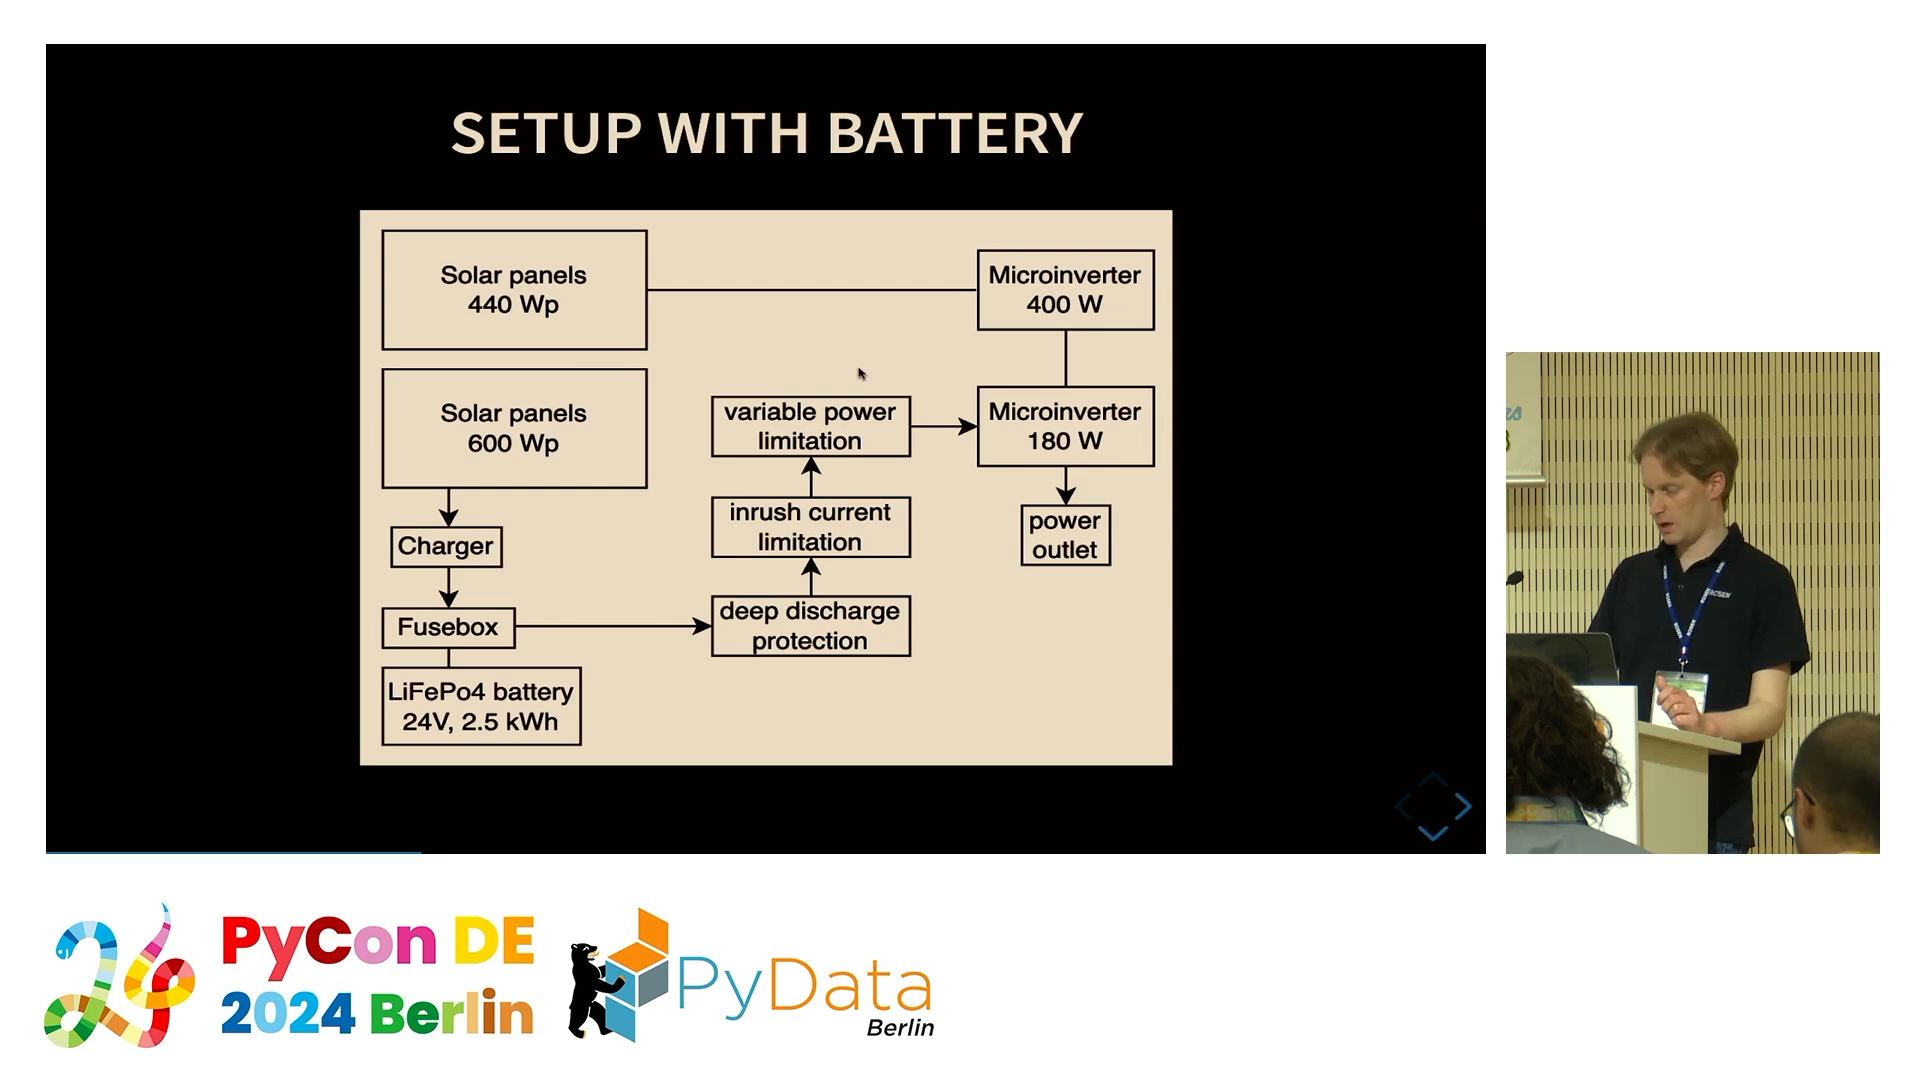 SETUP WITH BATTERY
Solar panels
440 Wp
Microinverter
400 W
Solar panels
600 Wp
variable power
limitation
Microinverter
180 W
inrush current
limitation
power
outlet
Charger
Fusebox
deep discharge
protection
LiFePo4 battery
24V, 2.5 kWh
ROSEN
PyCon DE
2024 Berlin
PyData
Berlin